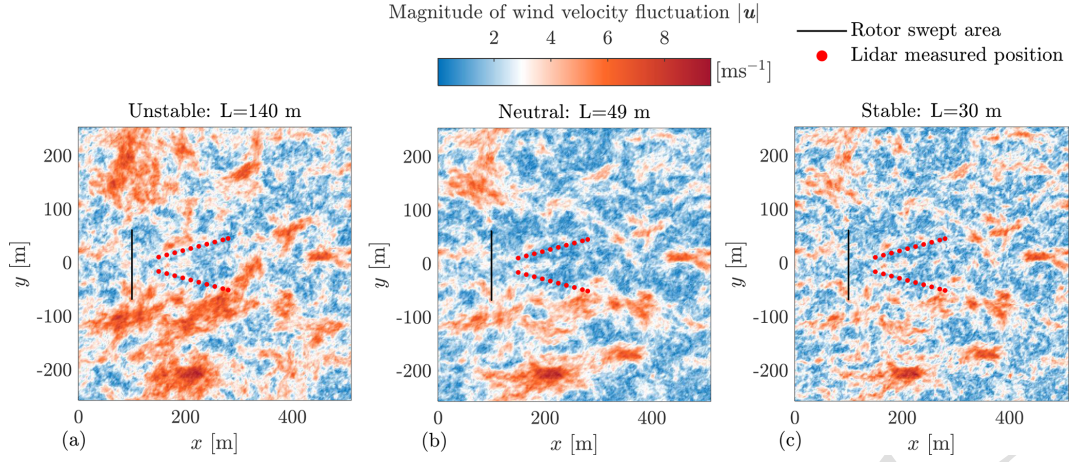 Magnitude of wind velocity fluctuation |u|
2 4 6 8
[ms⁻¹]
Rotor swept area
Lidar measured position
Unstable: L=140 m
Neutral: L=49 m
Stable: L=30 m
200
100
0
-100
-200
y [m]
0 200 400
x [m]
(a)
200
100
0
-100
-200
y [m]
0 200 400
x [m]
(b)
200
100
0
-100
-200
y [m]
0 200 400
x [m]
(c)